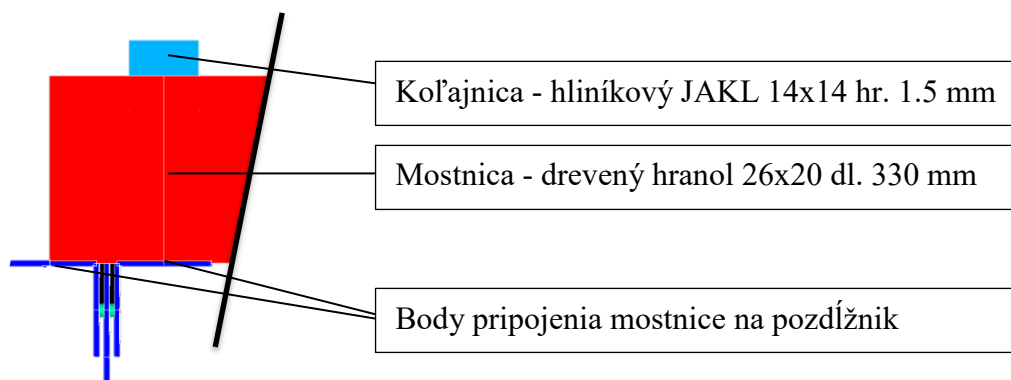 Koľajnica - hliníkový JAKL 14x14 hr. 1.5 mm
Mostnica - drevený hranol 26x20 dl. 330 mm
Body pripojenia mostnice na pozdĺžnik